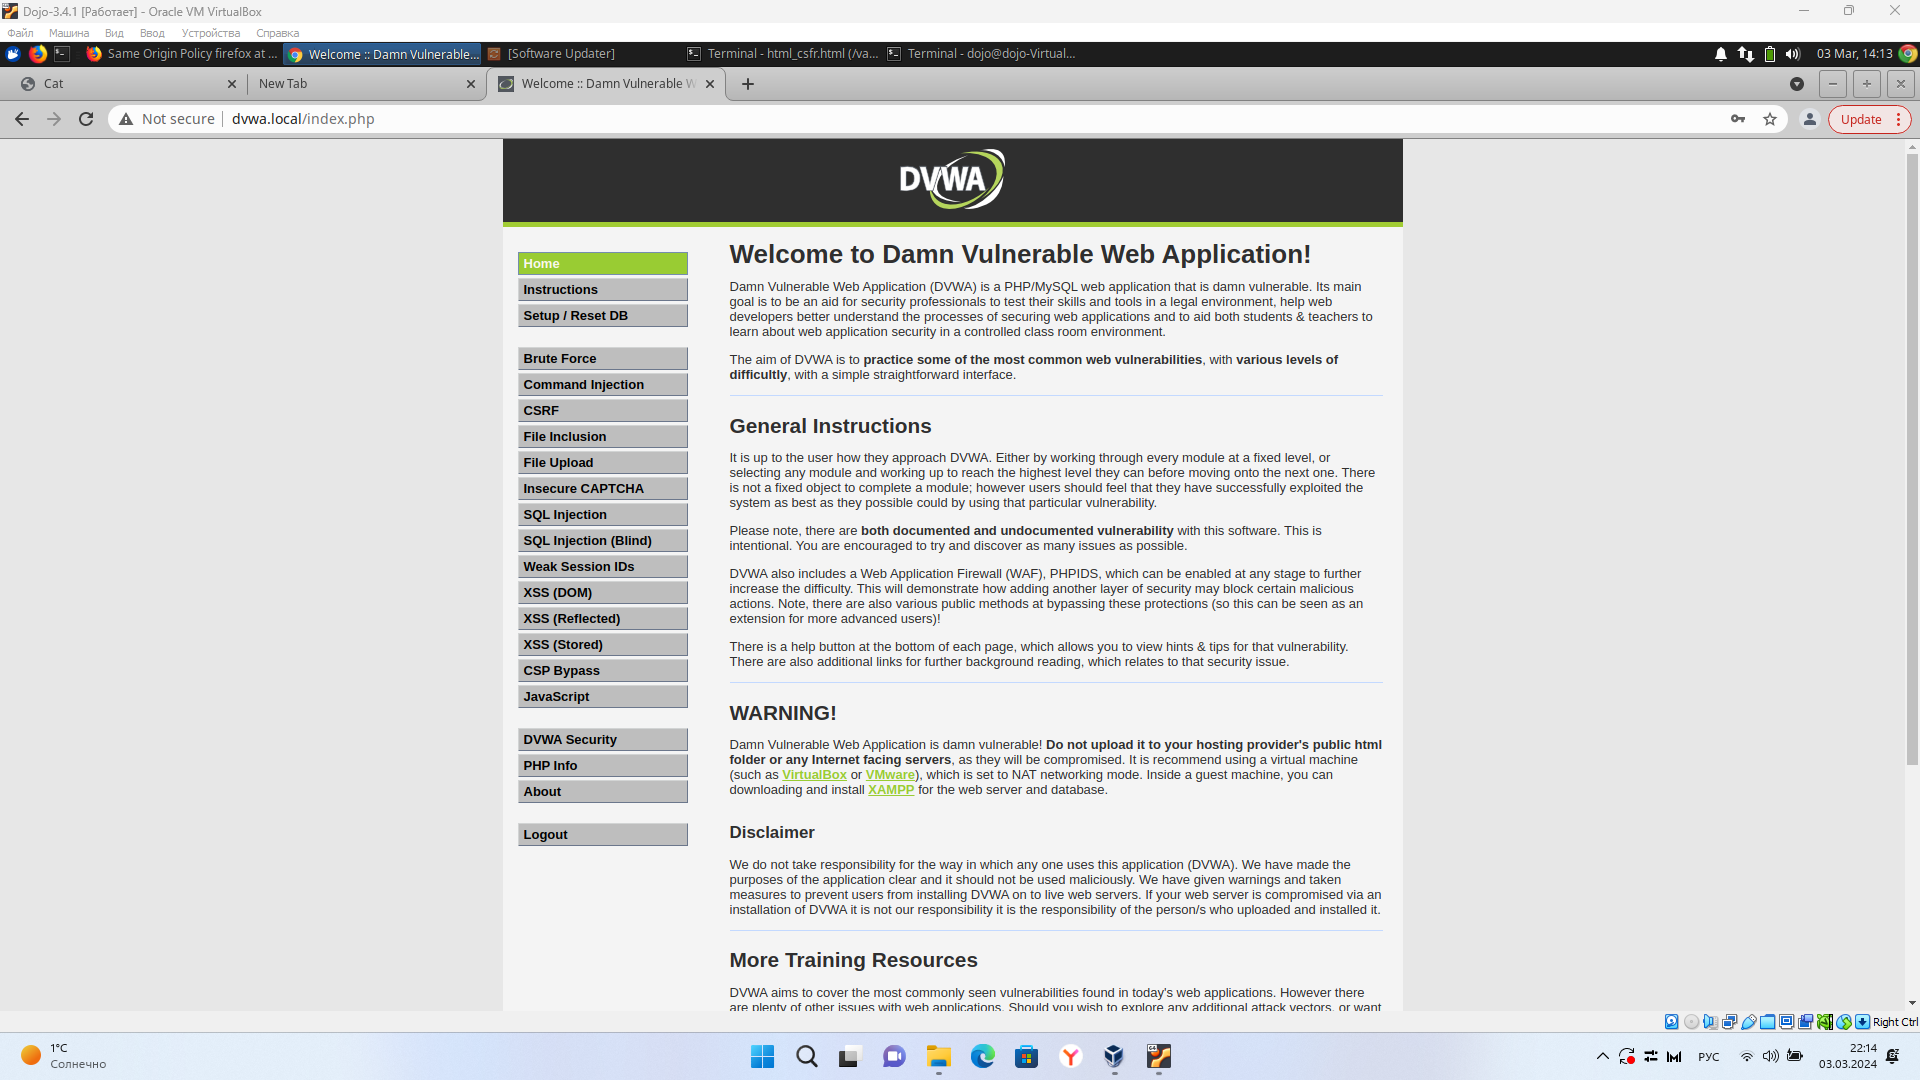 Dojo-3.4.1 [Работает] - Oracle VM VirtualBox
Файл Машина Вид Ввод Устройства Справка
Same Origin Policy firefox at ... Welcome :: Damn Vulnerable... [Software Updater] Terminal - html_csfr.html (/va... Terminal - dojo@dojo-Virtual... 03 Mar, 14:13
Cat New Tab Welcome :: Damn Vulnerable W
Not secure dvwa.local/index.php Update
DVWA
Home
Instructions
Setup / Reset DB
Brute Force
Command Injection
CSRF
File Inclusion
File Upload
Insecure CAPTCHA
SQL Injection
SQL Injection (Blind)
Weak Session IDs
XSS (DOM)
XSS (Reflected)
XSS (Stored)
CSP Bypass
JavaScript
DVWA Security
PHP Info
About
Logout
Welcome to Damn Vulnerable Web Application!
Damn Vulnerable Web Application (DVWA) is a PHP/MySQL web application that is damn vulnerable. Its main
goal is to be an aid for security professionals to test their skills and tools in a legal environment, help web
developers better understand the processes of securing web applications and to aid both students & teachers to
learn about web application security in a controlled class room environment.
The aim of DVWA is to practice some of the most common web vulnerabilities, with various levels of
difficultly, with a simple straightforward interface.
General Instructions
It is up to the user how they approach DVWA. Either by working through every module at a fixed level, or
selecting any module and working up to reach the highest level they can before moving onto the next one. There
is not a fixed object to complete a module; however users should feel that they have successfully exploited the
system as best as they possible could by using that particular vulnerability.
Please note, there are both documented and undocumented vulnerability with this software. This is
intentional. You are encouraged to try and discover as many issues as possible.
DVWA also includes a Web Application Firewall (WAF), PHPIDS, which can be enabled at any stage to further
increase the difficulty. This will demonstrate how adding another layer of security may block certain malicious
actions. Note, there are also various public methods at bypassing these protections (so this can be seen as an
extension for more advanced users)!
There is a help button at the bottom of each page, which allows you to view hints & tips for that vulnerability.
There are also additional links for further background reading, which relates to that security issue.
WARNING!
Damn Vulnerable Web Application is damn vulnerable! Do not upload it to your hosting provider's public html
folder or any Internet facing servers, as they will be compromised. It is recommend using a virtual machine
(such as VirtualBox or VMware), which is set to NAT networking mode. Inside a guest machine, you can
downloading and install XAMPP for the web server and database.
Disclaimer
We do not take responsibility for the way in which any one uses this application (DVWA). We have made the
purposes of the application clear and it should not be used maliciously. We have given warnings and taken
measures to prevent users from installing DVWA on to live web servers. If your web server is compromised via an
installation of DVWA it is not our responsibility it is the responsibility of the person/s who uploaded and installed it.
More Training Resources
DVWA aims to cover the most commonly seen vulnerabilities found in today's web applications. However there
are plenty of other issues with web applications. Should you wish to explore any additional attack vectors, or want
Right Ctrl
1°C
Солнечно
РУС
22:14
03.03.2024